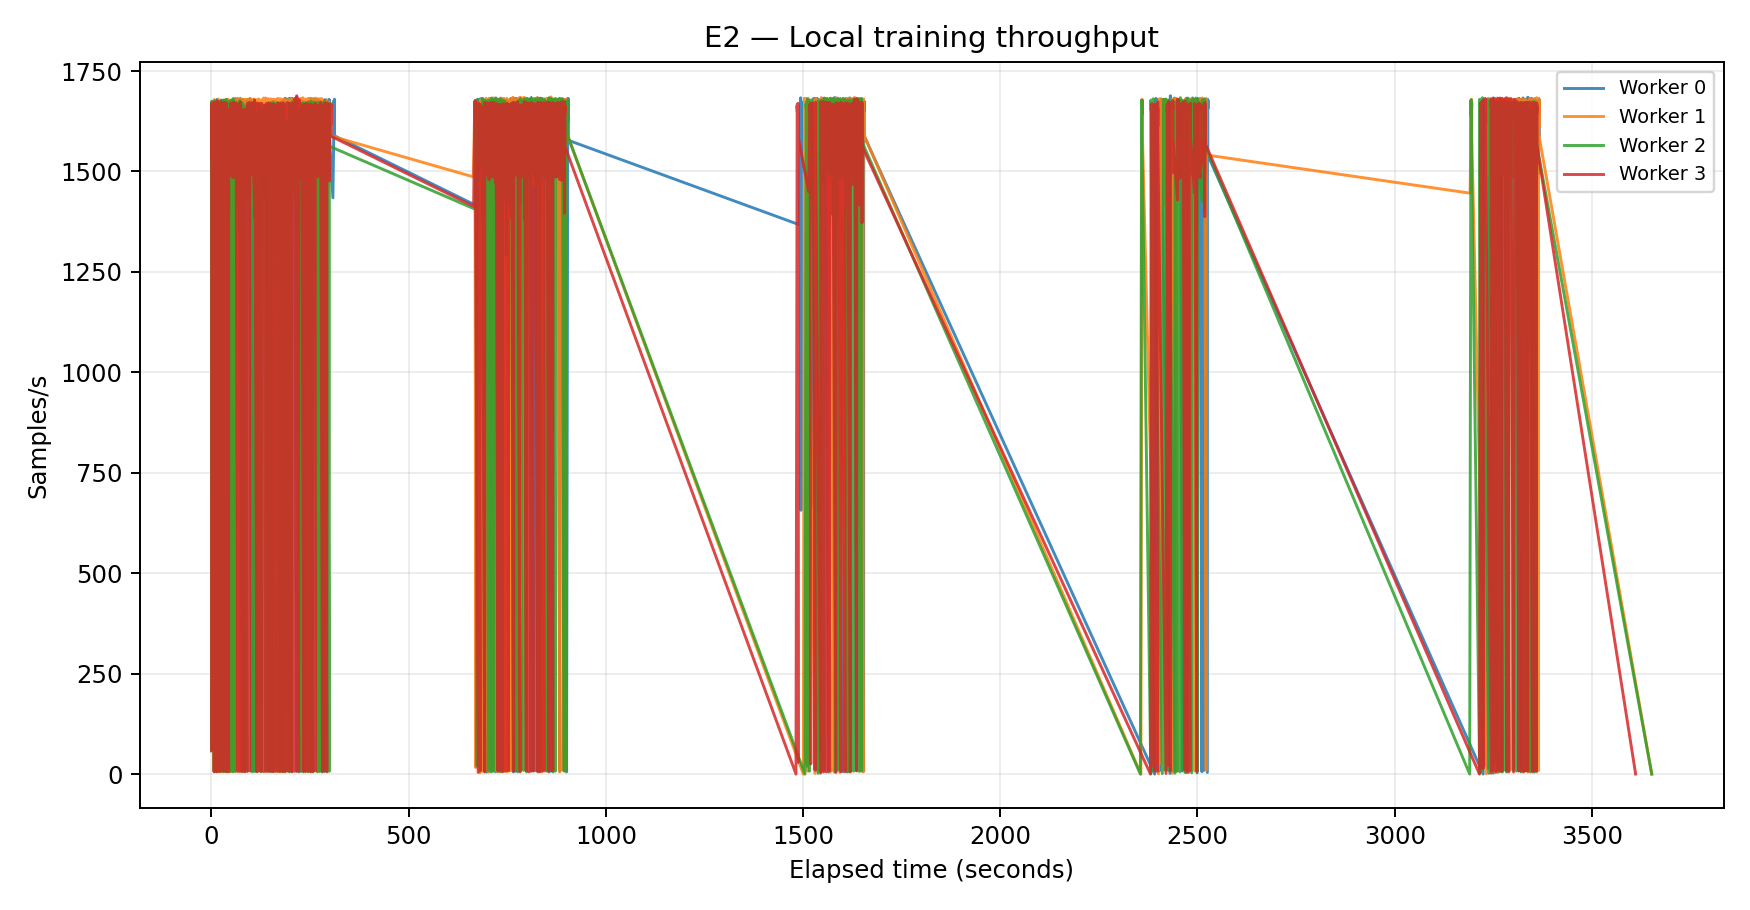 E2 — Local training throughput
1750
1500
1250
1000
750
500
250
0
Samples/s
0 500 1000 1500 2000 2500 3000 3500
Elapsed time (seconds)
Worker 0
Worker 1
Worker 2
Worker 3